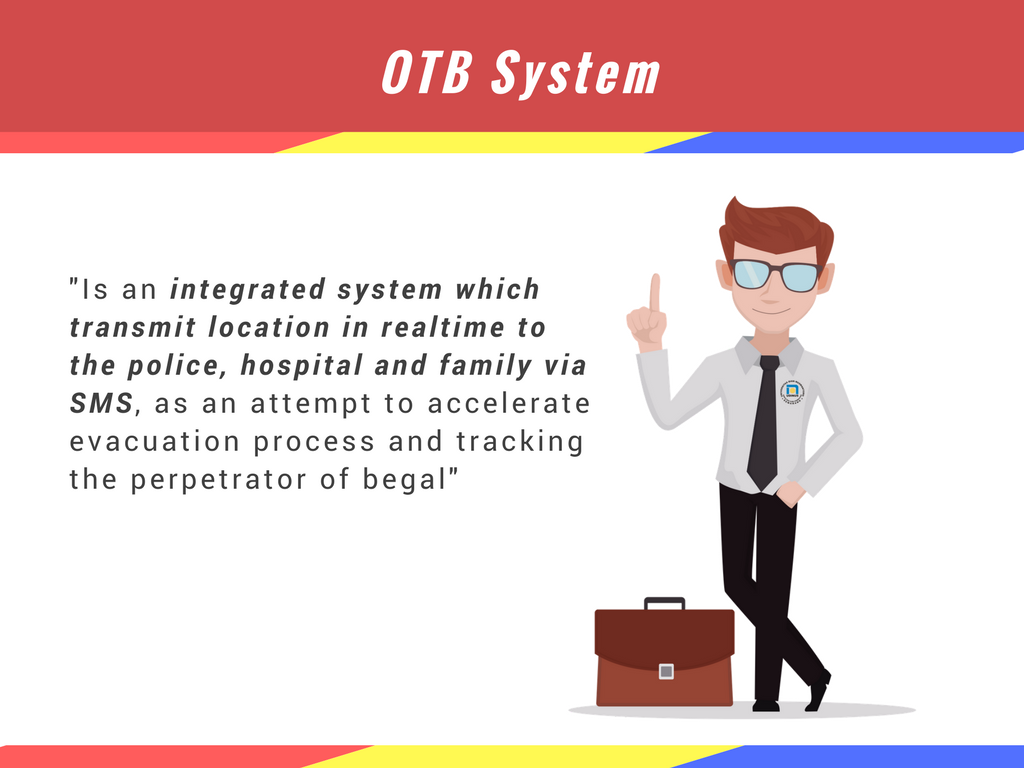 OTB System
"Is an integrated system which
transmit location in realtime to
the police, hospital and family via
SMS, as an attempt to accelerate
evacuation process and tracking
the perpetrator of begal"